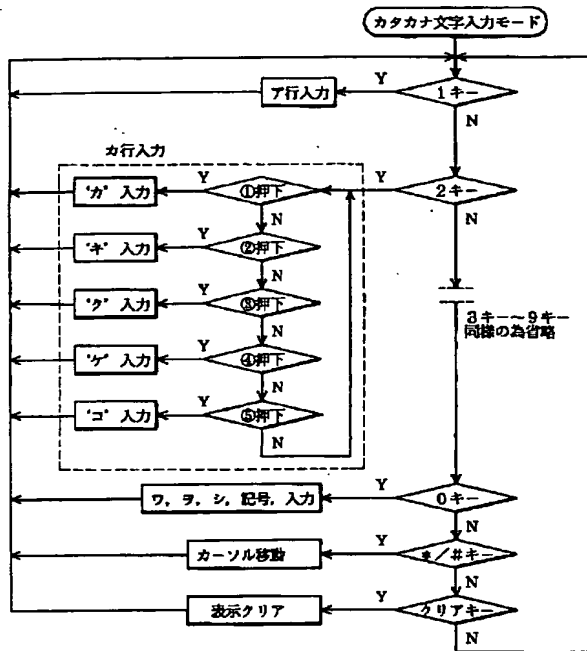 カタカナ文字入力モード
1キー
Y
N
ア行入力
カ行入力
2キー
Y
N
①押下
Y
N
"カ" 入力
②押下
Y
N
"キ" 入力
③押下
Y
N
"ク" 入力
④押下
Y
N
"ケ" 入力
⑤押下
Y
N
"コ" 入力
3キー～9キー
同様の為省略
0キー
Y
N
ワ，ヲ，シ，記号，入力
*／#キー
Y
N
カーソル移動
クリアキー
Y
N
表示クリア